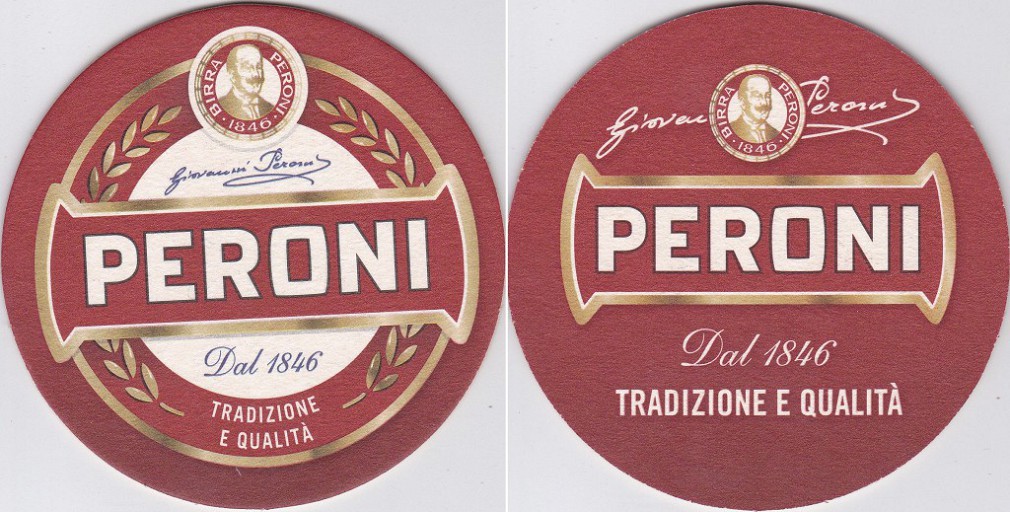 BIRRA PERONI
· 1846 ·
Giovanni Peroni
PERONI
Dal 1846
TRADIZIONE
E QUALITÀ
BIRRA PERONI
· 1846 ·
Giovan Peroni
PERONI
Dal 1846
TRADIZIONE E QUALITÀ